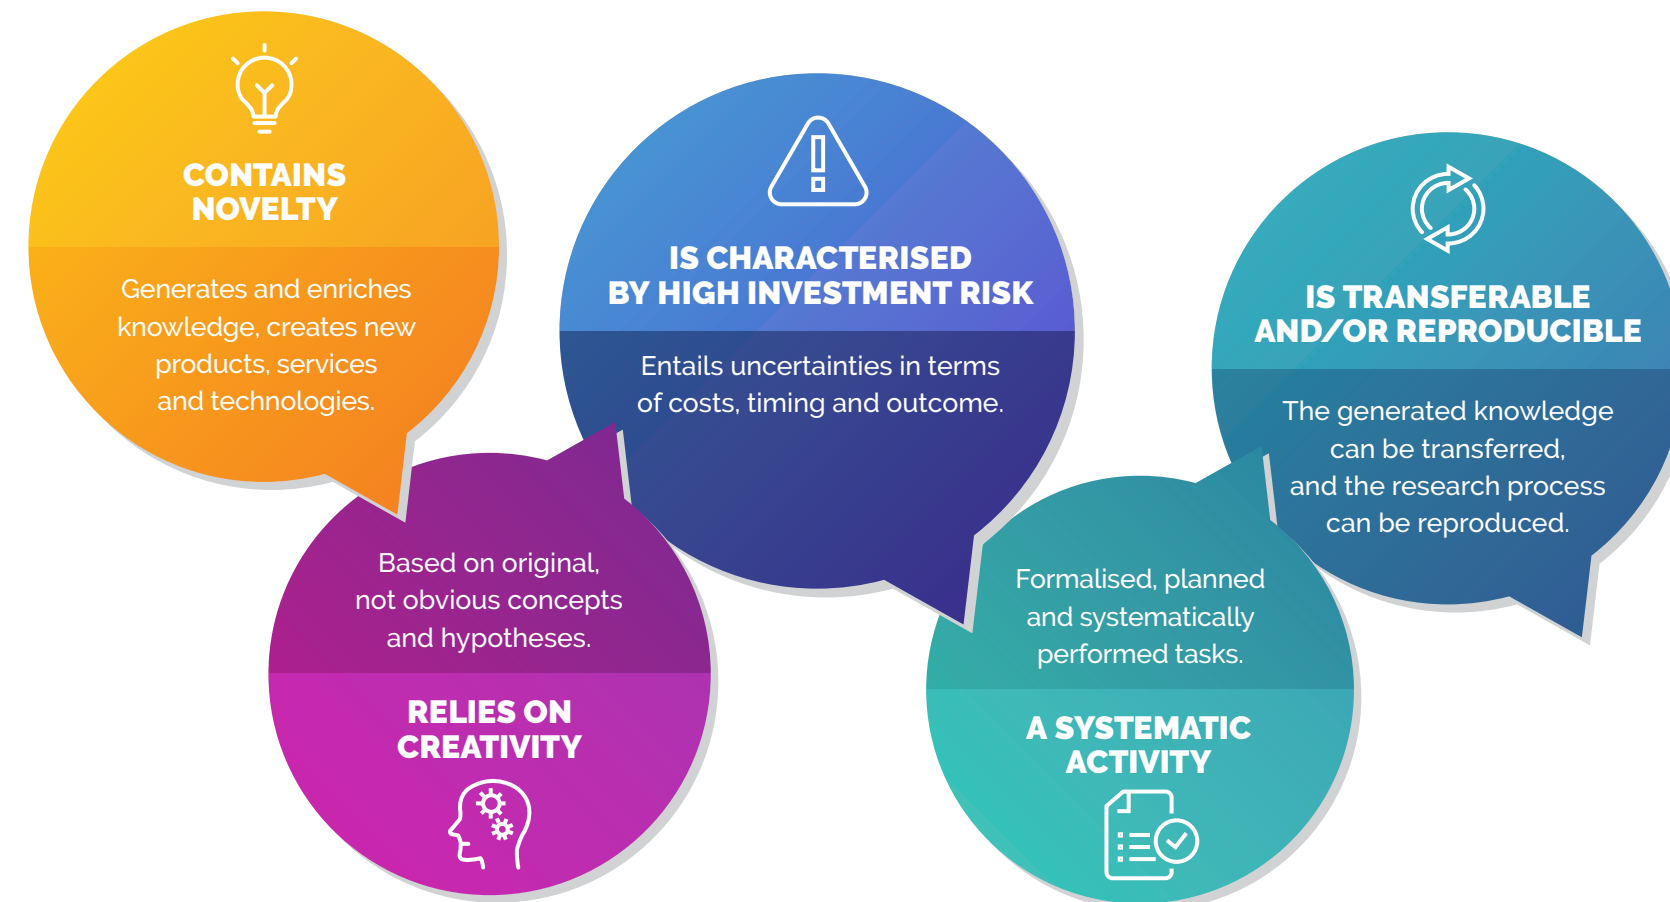 CONTAINS
NOVELTY
Generates and enriches
knowledge, creates new
products, services
and technologies.
Based on original,
not obvious concepts
and hypotheses.
RELIES ON
CREATIVITY
IS CHARACTERISED
BY HIGH INVESTMENT RISK
Entails uncertainties in terms
of costs, timing and outcome.
Formalised, planned
and systematically
performed tasks.
A SYSTEMATIC
ACTIVITY
IS TRANSFERABLE
AND/OR REPRODUCIBLE
The generated knowledge
can be transferred,
and the research process
can be reproduced.